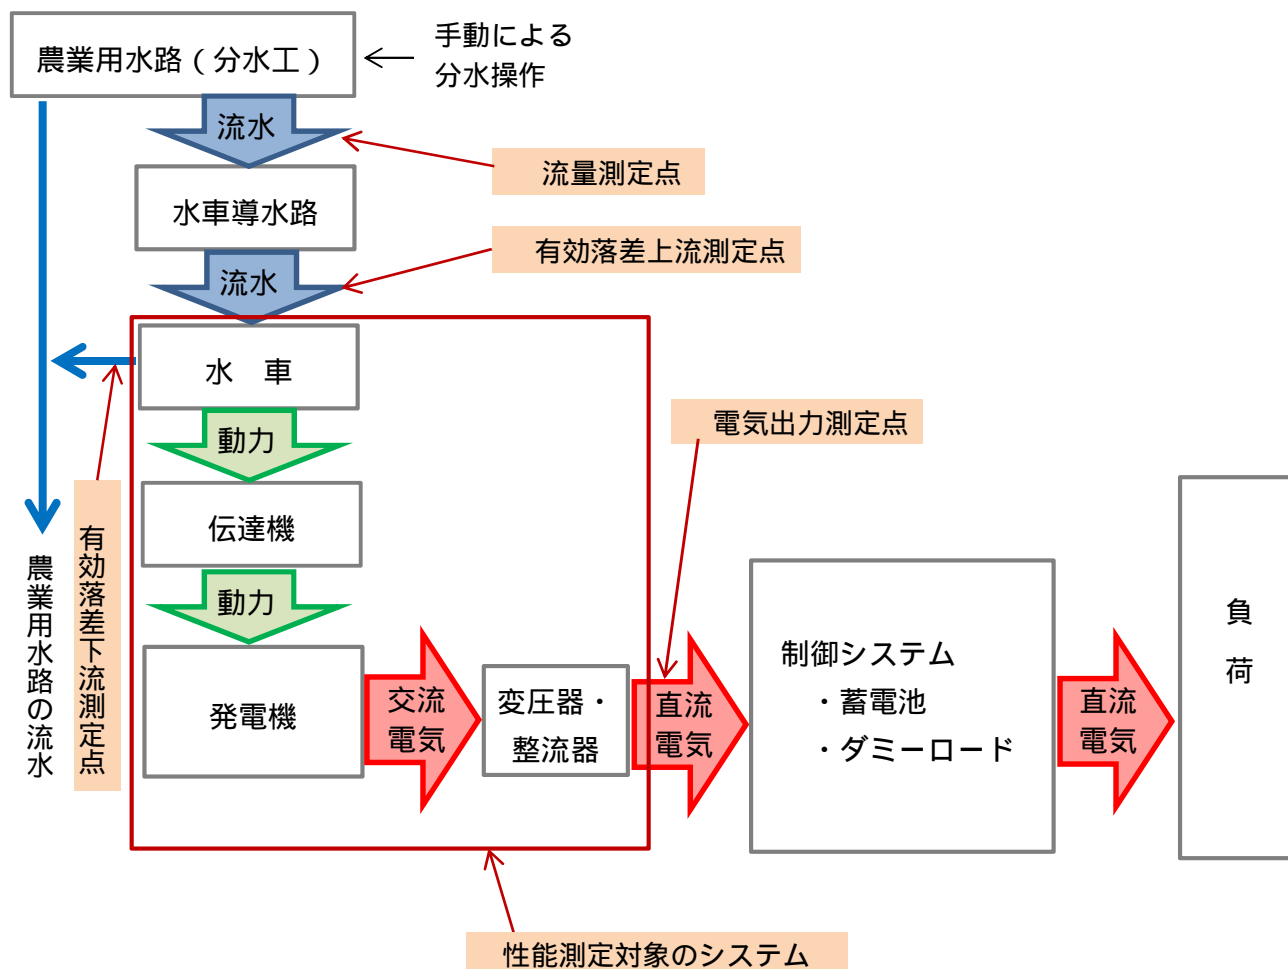 農業用水路（分水工）
手動による
分水操作
流水
流量測定点
水車導水路
有効落差上流測定点
流水
水　車
電気出力測定点
動力
伝達機
有効落差下流測定点
農業用水路の流水
動力
発電機
交流
電気
変圧器・
整流器
直流
電気
制御システム
・蓄電池
・ダミーロード
直流
電気
負
荷
性能測定対象のシステム